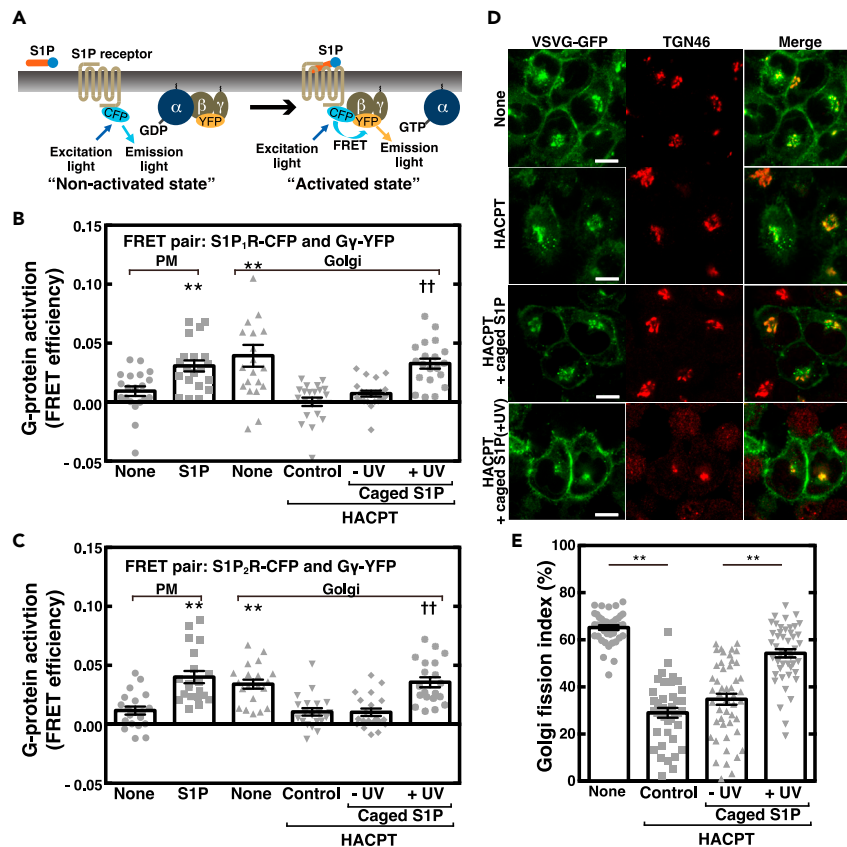 A
S1P
S1P receptor
S1P
α
β
γ
CFP
YFP
GDP
Excitation
light
Emission
light
"Non-activated state"
α
β
γ
CFP
YFP
GTP
FRET
Excitation
light
Emission
light
"Activated state"
B
G-protein activtion
(FRET efficiency)
0.15
0.10
0.05
0.00
- 0.05
FRET pair: S1P₁R-CFP and Gγ-YFP
PM
Golgi
**
**
††
None
S1P
None
Control
- UV
+ UV
Caged S1P
HACPT
C
G-protein activtion
(FRET efficiency)
0.15
0.10
0.05
0.00
- 0.05
FRET pair: S1P₂R-CFP and Gγ-YFP
PM
Golgi
**
**
††
None
S1P
None
Control
- UV
+ UV
Caged S1P
HACPT
D
VSVG-GFP
TGN46
Merge
None
HACPT
HACPT
+ caged S1P
HACPT
+ caged S1P(+UV)
E
Golgi fission index (%)
100
80
60
40
20
0
**
**
None
Control
- UV
+ UV
Caged S1P
HACPT